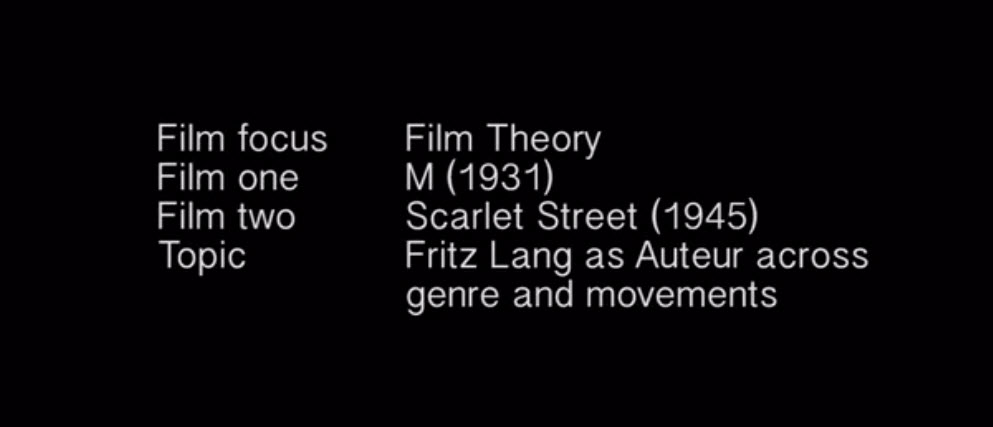 Film focus Film Theory
Film one M (1931)
Film two Scarlet Street (1945)
Topic Fritz Lang as Auteur across
genre and movements